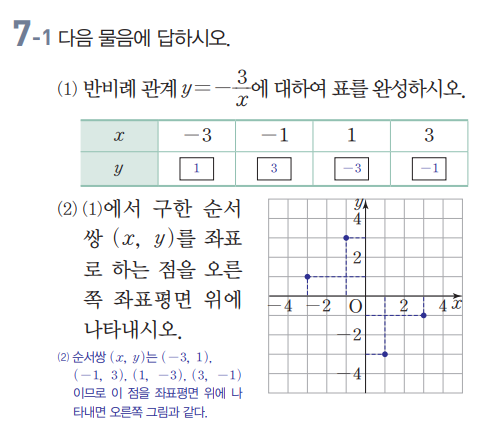 7-1 다음 물음에 답하시오.
(1) 반비례 관계 y=-3/x에 대하여 표를 완성하시오.
x -3 -1 1 3
y 1 3 -3 -1
(2) (1)에서 구한 순서
쌍 (x, y)를 좌표
로 하는 점을 오른
쪽 좌표평면 위에
나타내시오.
(2) 순서쌍 (x, y)는 (-3, 1),
(-1, 3), (1, -3), (3, -1)
이므로 이 점을 좌표평면 위에 나
타내면 오른쪽 그림과 같다.
y
4
2
-4 -2 O 2 4 x
-2
-4